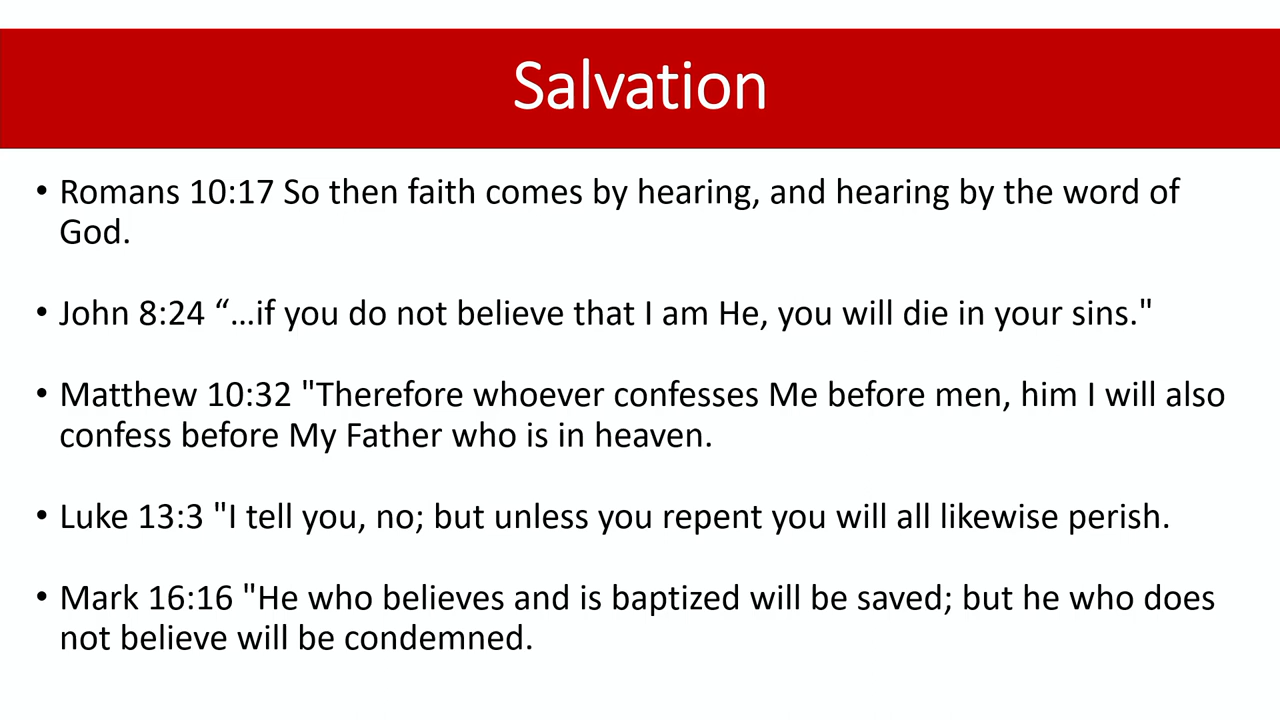 Salvation
• Romans 10:17 So then faith comes by hearing, and hearing by the word of
God.
• John 8:24 “…if you do not believe that I am He, you will die in your sins."
• Matthew 10:32 "Therefore whoever confesses Me before men, him I will also
confess before My Father who is in heaven.
• Luke 13:3 "I tell you, no; but unless you repent you will all likewise perish.
• Mark 16:16 "He who believes and is baptized will be saved; but he who does
not believe will be condemned.